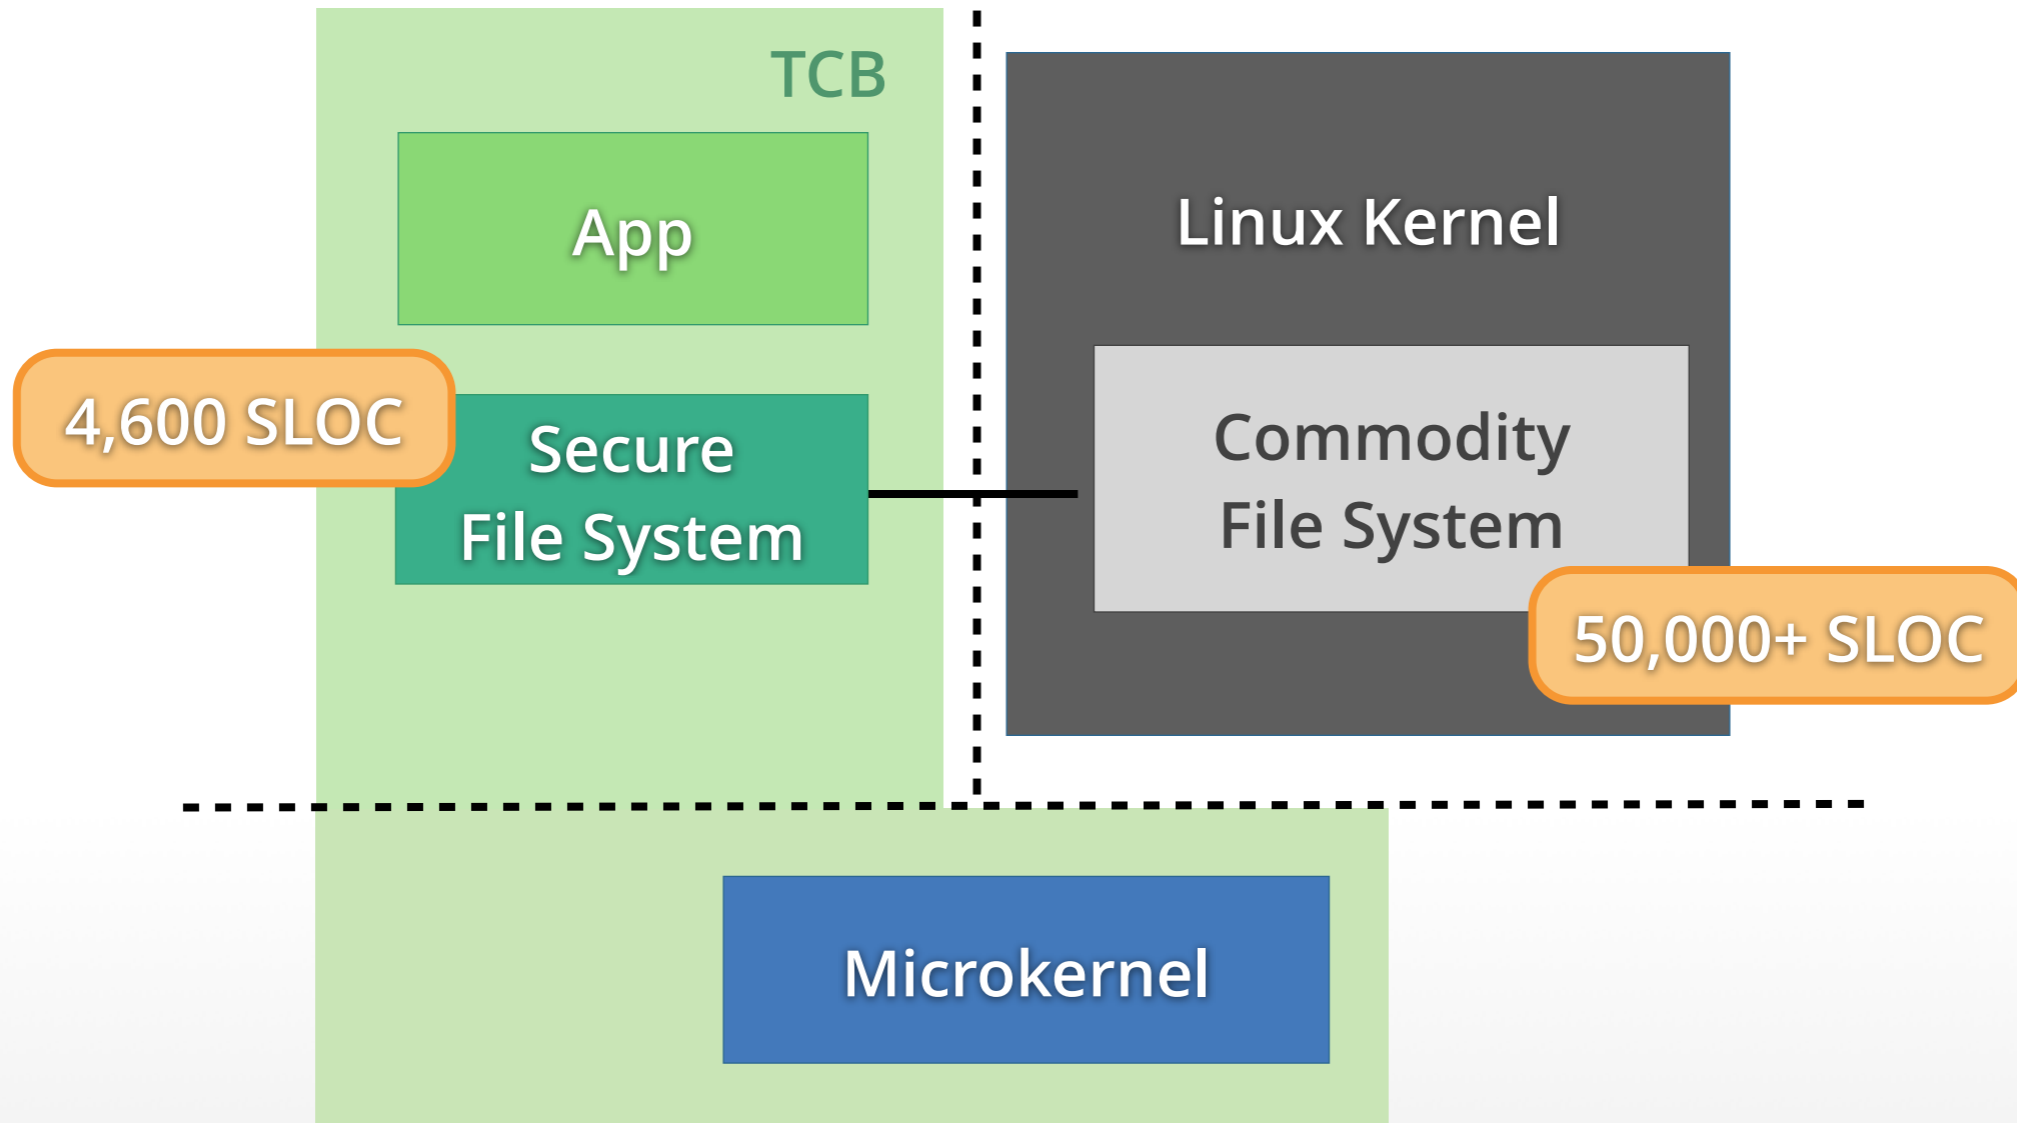 TCB
App
Linux Kernel
4,600 SLOC
Secure
File System
Commodity
File System
50,000+ SLOC
Microkernel